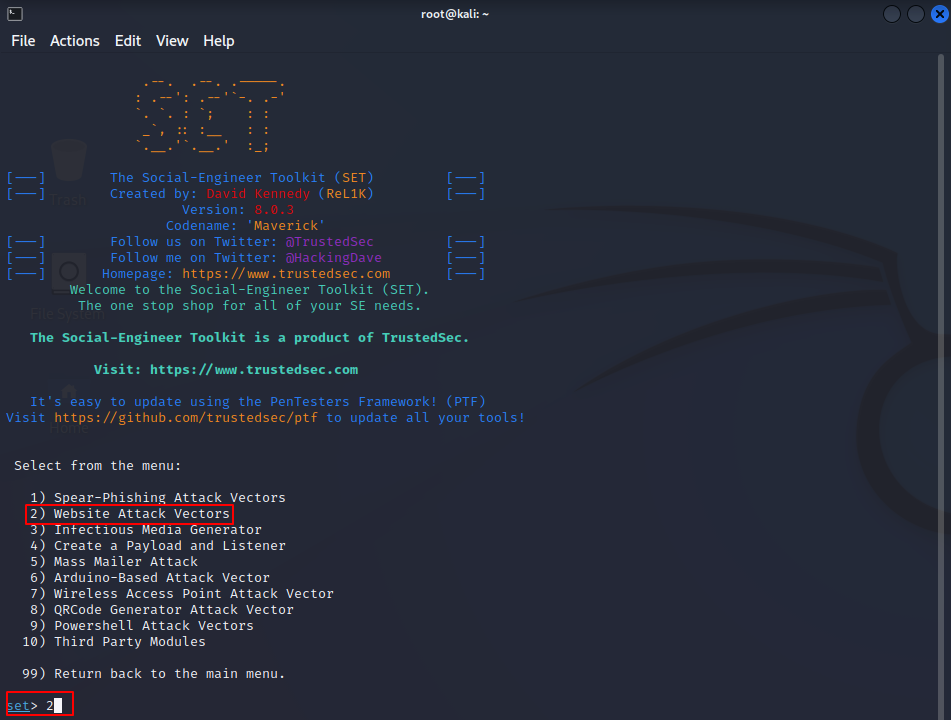 root@kali: ~
File Actions Edit View Help
.--. .--. .-----.
: .--': .--'`-. .-'
`. `. : `; : :
_`, :: :__ : :
`.__.'`.__.' :_;
[---] The Social-Engineer Toolkit (SET) [---]
[---] Created by: David Kennedy (ReL1K) [---]
Version: 8.0.3
Codename: 'Maverick'
[---] Follow us on Twitter: @TrustedSec [---]
[---] Follow me on Twitter: @HackingDave [---]
[---] Homepage: https://www.trustedsec.com [---]
Welcome to the Social-Engineer Toolkit (SET).
The one stop shop for all of your SE needs.
The Social-Engineer Toolkit is a product of TrustedSec.
Visit: https://www.trustedsec.com
It's easy to update using the PenTesters Framework! (PTF)
Visit https://github.com/trustedsec/ptf to update all your tools!
Select from the menu:
1) Spear-Phishing Attack Vectors
2) Website Attack Vectors
3) Infectious Media Generator
4) Create a Payload and Listener
5) Mass Mailer Attack
6) Arduino-Based Attack Vector
7) Wireless Access Point Attack Vector
8) QRCode Generator Attack Vector
9) Powershell Attack Vectors
10) Third Party Modules
99) Return back to the main menu.
set> 2
Trash
File System
Home